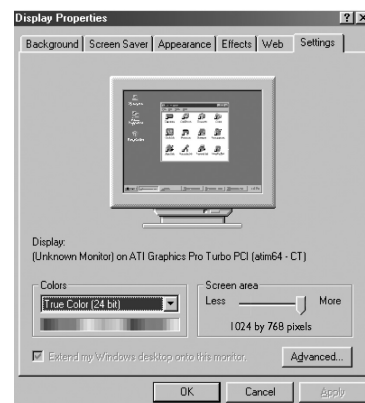 Display Properties
Background Screen Saver Appearance Effects Web Settings
Display:
(Unknown Monitor) on ATI Graphics Pro Turbo PCI (atim64 - CT)
Colors
True Color (24 bit)
Screen area
Less More
1024 by 768 pixels
Extend my Windows desktop onto this monitor.
Advanced...
OK Cancel Apply